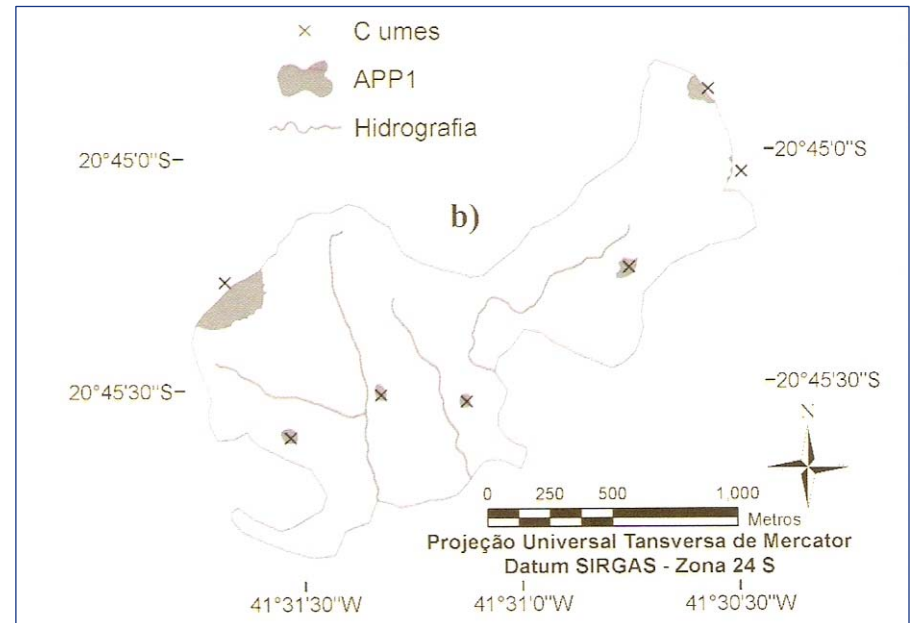 C umes
APP1
Hidrografia
20°45'0"S
20°45'0"S
b)
20°45'30"S
20°45'30"S
N
0 250 500 1,000
Metros
Projeção Universal Tansversa de Mercator
Datum SIRGAS - Zona 24 S
41°31'30"W 41°31'0"W 41°30'30"W